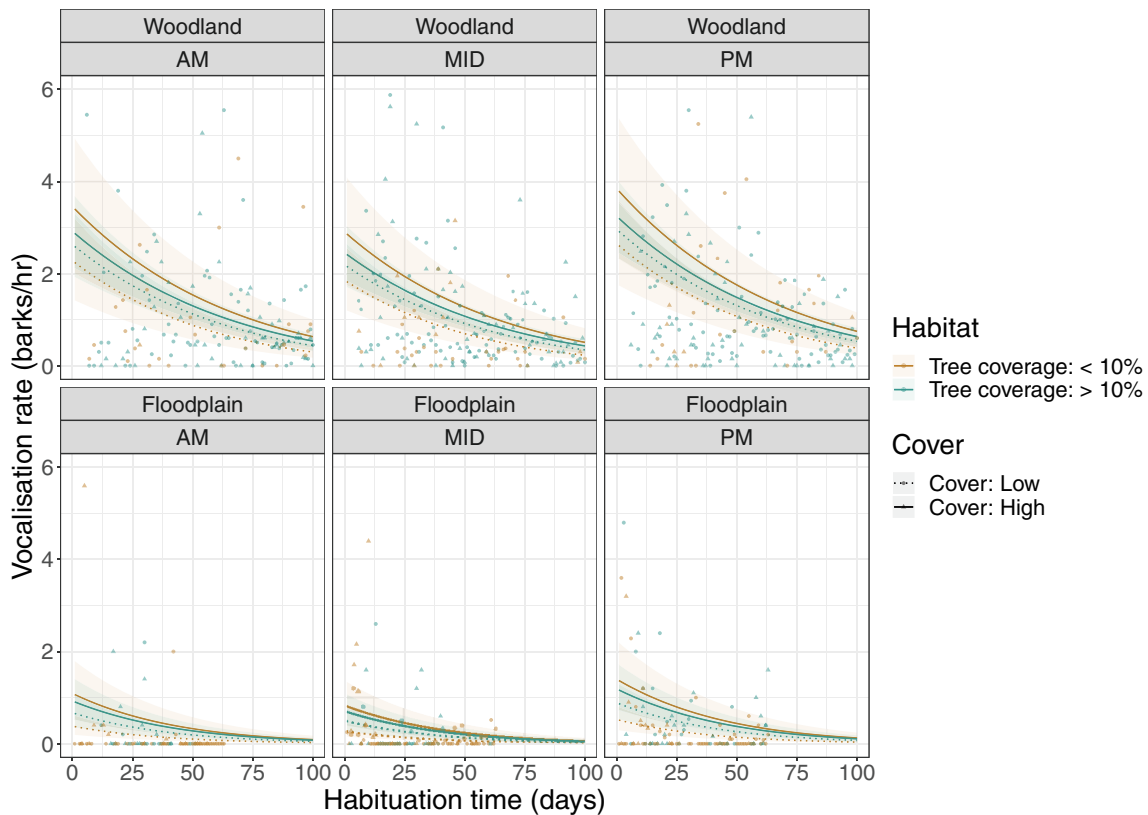 Woodland Woodland Woodland
AM MID PM
6
4
2
0
Floodplain Floodplain Floodplain
AM MID PM
6
4
2
0
0 25 50 75 100 0 25 50 75 100 0 25 50 75 100
Habituation time (days)
Vocalisation rate (barks/hr)
Habitat
Tree coverage: < 10%
Tree coverage: > 10%
Cover
Cover: Low
Cover: High